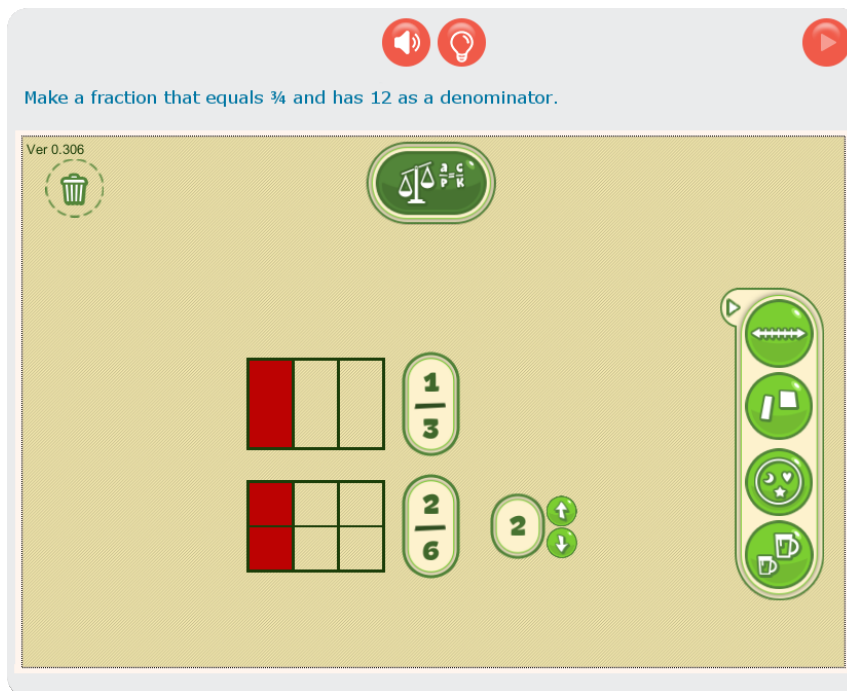 Make a fraction that equals ¾ and has 12 as a denominator.
Ver 0.306
a/P = c/K
1
3
2
6
2